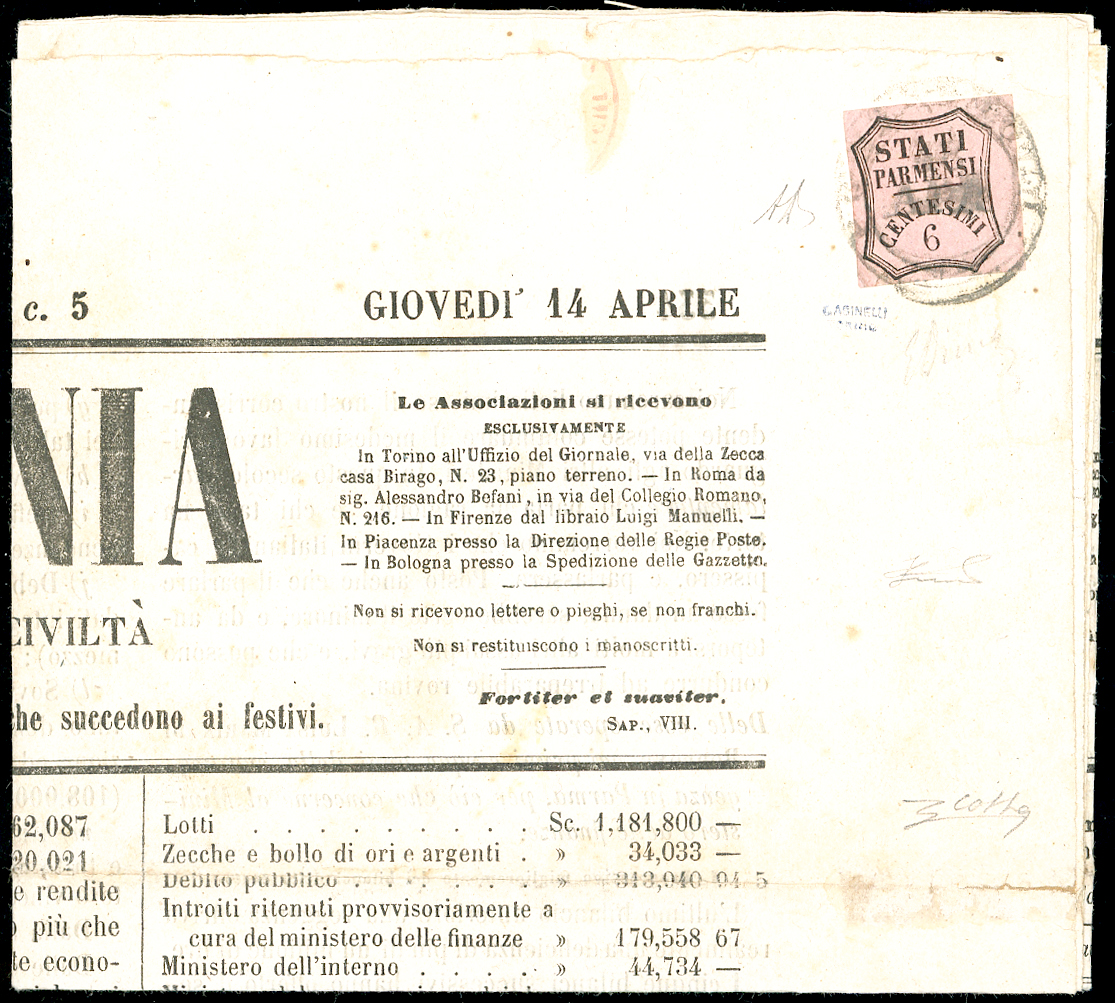 STATI
PARMENSI
CENTESIMI
6
c. 5
GIOVEDI' 14 APRILE
NIA
Le Associazioni si ricevono
ESCLUSIVAMENTE
In Torino all'Uffizio del Giornale, via della Zecca
casa Birago, N. 23, piano terreno. — In Roma da
sig. Alessandro Befani, in via del Collegio Romano,
N. 216. — In Firenze dal libraio Luigi Manuelli. —
In Piacenza presso la Direzione delle Regie Poste.
— In Bologna presso la Spedizione delle Gazzette.
Non si ricevono lettere o pieghi, se non franchi.
CIVILTÀ
Non si restituiscono i manoscritti.
Fortiter et suaviter.
che succedono ai festivi.
SAP., VIII.
62,087
20,021
e rendite
più che
te econo-
Lotti . . . . . . . . . . Sc. 1,181,800 —
Zecche e bollo di ori e argenti . » 34,033 —
Debito pubblico . . . . . . » 313,940 94 5
Introiti ritenuti provvisoriamente a
cura del ministero delle finanze » 179,558 67
Ministero dell'interno . . . . » 44,734 —